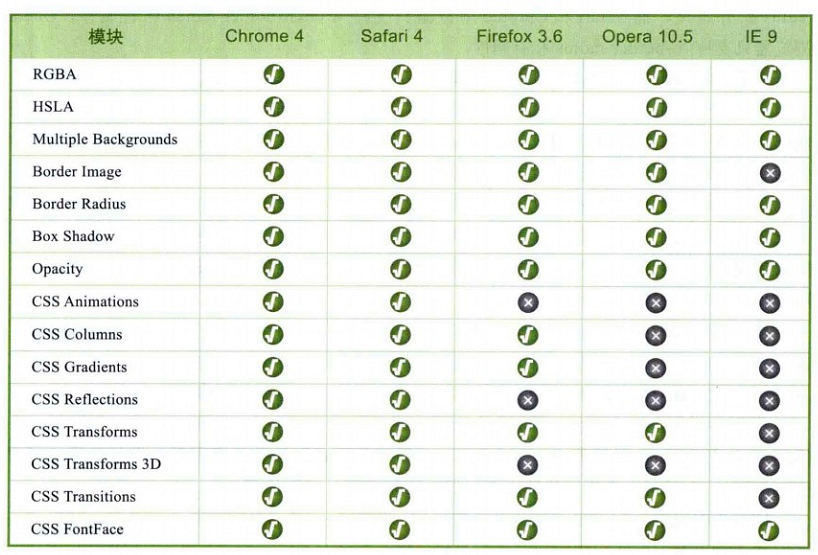 模块 Chrome 4 Safari 4 Firefox 3.6 Opera 10.5 IE 9
RGBA √ √ √ √ √
HSLA √ √ √ √ √
Multiple Backgrounds √ √ √ √ √
Border Image √ √ √ √ ×
Border Radius √ √ √ √ √
Box Shadow √ √ √ √ √
Opacity √ √ √ √ √
CSS Animations √ √ × × ×
CSS Columns √ √ √ × ×
CSS Gradients √ √ √ × ×
CSS Reflections √ √ × × ×
CSS Transforms √ √ √ √ ×
CSS Transforms 3D √ √ × × ×
CSS Transitions √ √ √ √ ×
CSS FontFace √ √ √ √ √